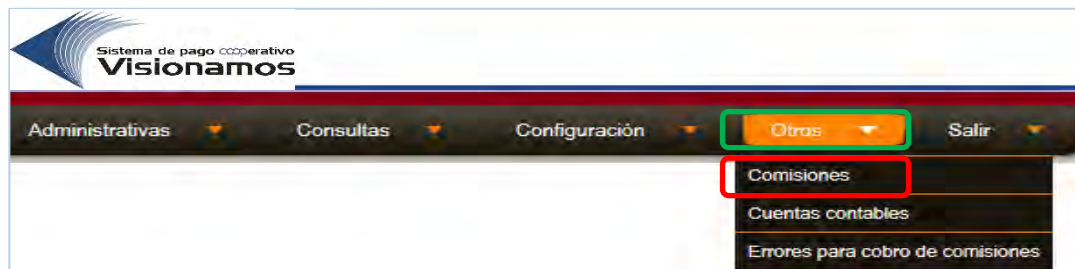 Sistema de pago cooperativo
Visionamos
Administrativas Consultas Configuración Otros Salir
Comisiones
Cuentas contables
Errores para cobro de comisiones